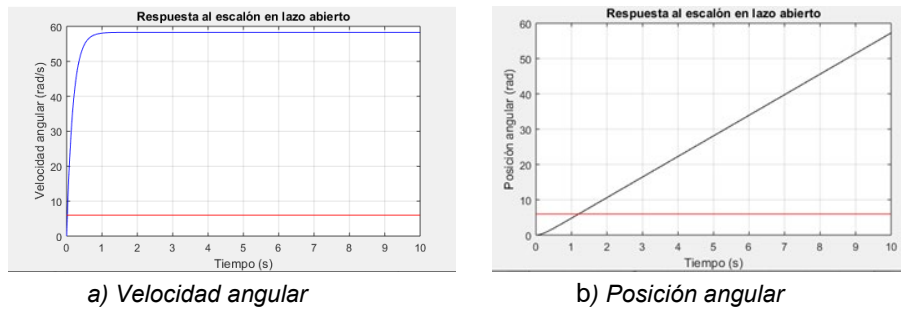 Respuesta al escalón en lazo abierto
60
50
40
30
20
10
0
Velocidad angular (rad/s)
0 1 2 3 4 5 6 7 8 9 10
Tiempo (s)
a) Velocidad angular
Respuesta al escalón en lazo abierto
60
50
40
30
20
10
0
Posición angular (rad)
0 1 2 3 4 5 6 7 8 9 10
Tiempo (s)
b) Posición angular